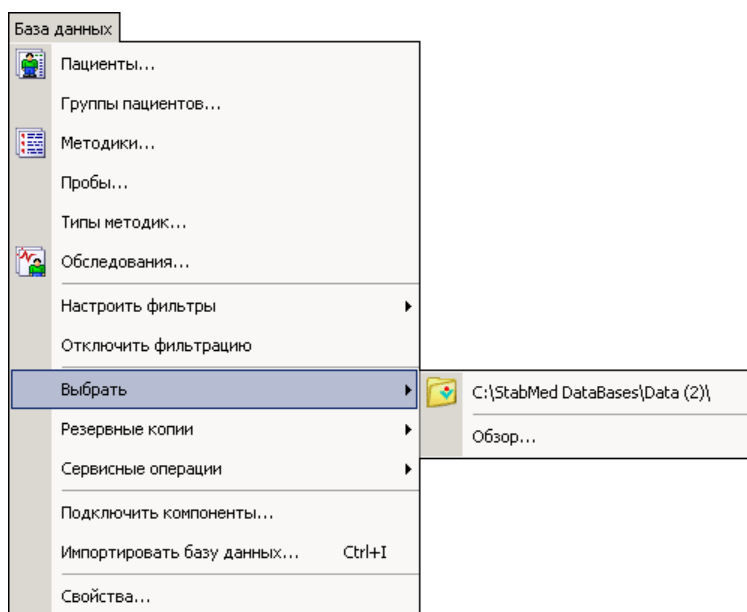 База данных
Пациенты...
Группы пациентов...
Методики...
Пробы...
Типы методик...
Обследования...
Настроить фильтры
Отключить фильтрацию
Выбрать
C:\StabMed DataBases\Data (2)\
Резервные копии
Обзор...
Сервисные операции
Подключить компоненты...
Импортировать базу данных... Ctrl+I
Свойства...